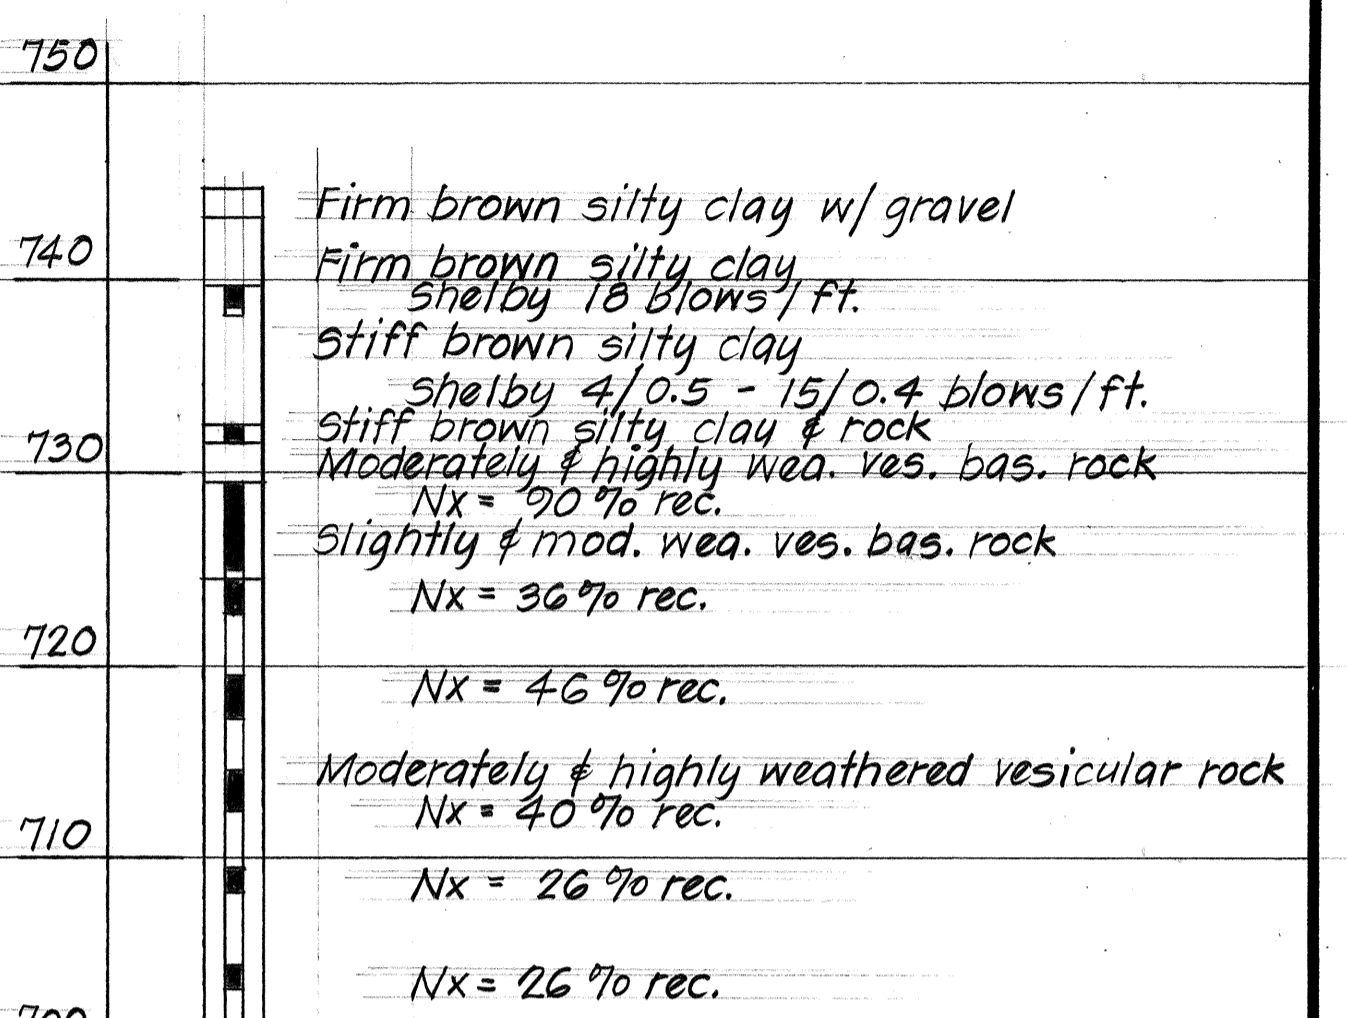 750
Firm brown silty clay w/ gravel
740
Firm brown silty clay
Shelby 18 blows / ft.
Stiff brown silty clay
Shelby 4/0.5 - 15/0.4 blows / ft.
Stiff brown silty clay & rock
730
Moderately & highly wea. ves. bas. rock
Nx = 90 % rec.
Slightly & mod. wea. ves. bas. rock
Nx = 36 % rec.
720
Nx = 46 % rec.
Moderately & highly weathered vesicular rock
Nx = 40 % rec.
710
Nx = 26 % rec.
Nx = 26 % rec.
700